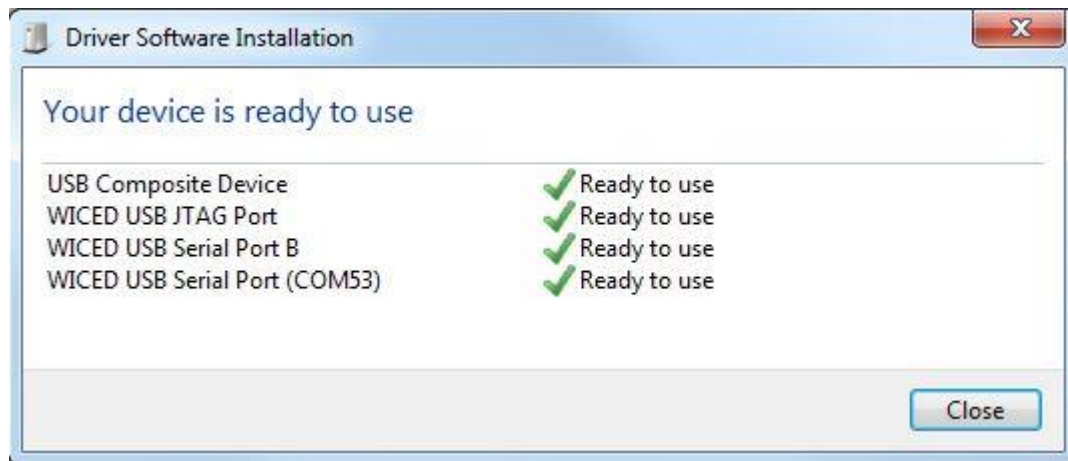 Driver Software Installation
Your device is ready to use
USB Composite Device Ready to use
WICED USB JTAG Port Ready to use
WICED USB Serial Port B Ready to use
WICED USB Serial Port (COM53) Ready to use
Close